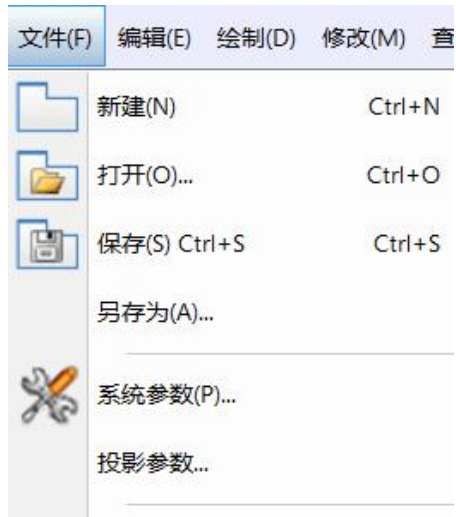 文件(F) 编辑(E) 绘制(D) 修改(M) 查
新建(N) Ctrl+N
打开(O)... Ctrl+O
保存(S) Ctrl+S Ctrl+S
另存为(A)...
系统参数(P)...
投影参数...